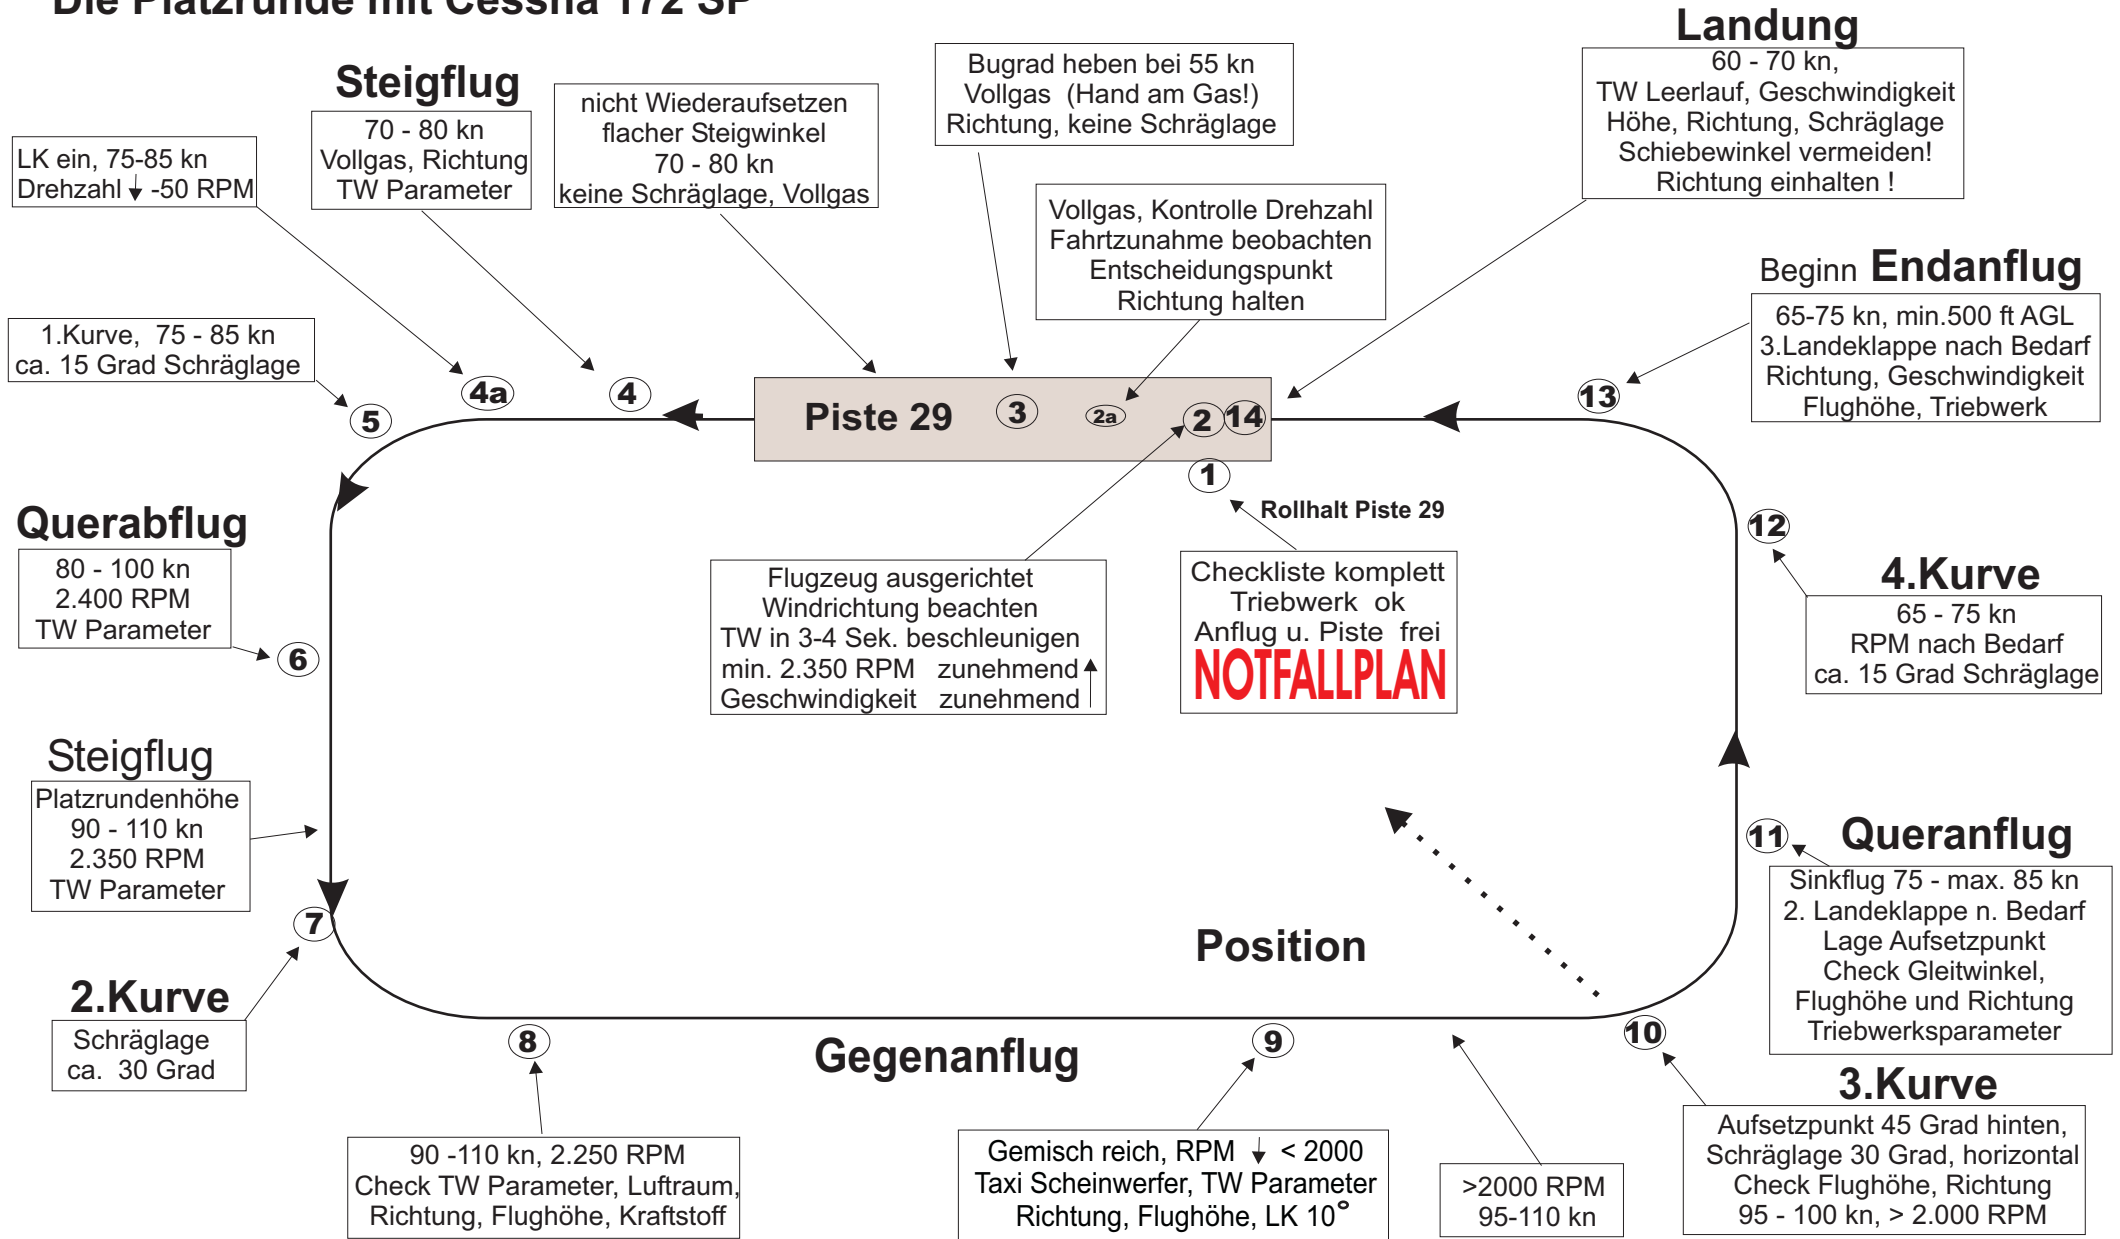 Die Platzrunde mit Cessna 172 SP
Landung
60 - 70 kn,
TW Leerlauf, Geschwindigkeit
Höhe, Richtung, Schräglage
Schiebewinkel vermeiden!
Richtung einhalten !
Bugrad heben bei 55 kn
Vollgas (Hand am Gas!)
Richtung, keine Schräglage
Steigflug
70 - 80 kn
Vollgas, Richtung
TW Parameter
nicht Wiederaufsetzen
flacher Steigwinkel
70 - 80 kn
keine Schräglage, Vollgas
LK ein, 75-85 kn
Drehzahl ↓ -50 RPM
Vollgas, Kontrolle Drehzahl
Fahrtzunahme beobachten
Entscheidungspunkt
Richtung halten
Beginn Endanflug
65-75 kn, min.500 ft AGL
3.Landeklappe nach Bedarf
Richtung, Geschwindigkeit
Flughöhe, Triebwerk
1.Kurve, 75 - 85 kn
ca. 15 Grad Schräglage
5
4a
4
Piste 29
3
2a
2
14
13
1
Rollhalt Piste 29
12
Querabflug
80 - 100 kn
2.400 RPM
TW Parameter
6
Flugzeug ausgerichtet
Windrichtung beachten
TW in 3-4 Sek. beschleunigen
min. 2.350 RPM zunehmend
Geschwindigkeit zunehmend
Checkliste komplett
Triebwerk ok
Anflug u. Piste frei
NOTFALLPLAN
4.Kurve
65 - 75 kn
RPM nach Bedarf
ca. 15 Grad Schräglage
Steigflug
Platzrundenhöhe
90 - 110 kn
2.350 RPM
TW Parameter
7
11
Queranflug
Sinkflug 75 - max. 85 kn
2. Landeklappe n. Bedarf
Lage Aufsetzpunkt
Check Gleitwinkel,
Flughöhe und Richtung
Triebwerksparameter
Position
2.Kurve
Schräglage
ca. 30 Grad
8
Gegenanflug
9
10
3.Kurve
Aufsetzpunkt 45 Grad hinten,
Schräglage 30 Grad, horizontal
Check Flughöhe, Richtung
95 - 100 kn, > 2.000 RPM
90 -110 kn, 2.250 RPM
Check TW Parameter, Luftraum,
Richtung, Flughöhe, Kraftstoff
Gemisch reich, RPM ↓ < 2000
Taxi Scheinwerfer, TW Parameter
Richtung, Flughöhe, LK 10°
>2000 RPM
95-110 kn